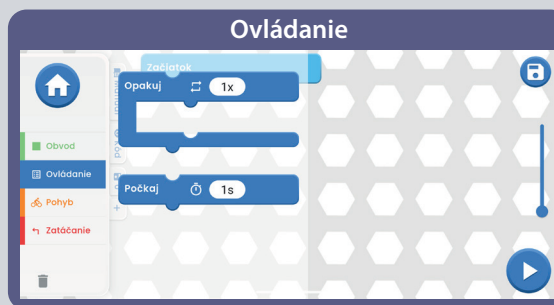 Ovládanie
Začiatok
Opakuj 1x
Obvod
Ovládanie
Počkaj 1s
Pohyb
Zatáčanie